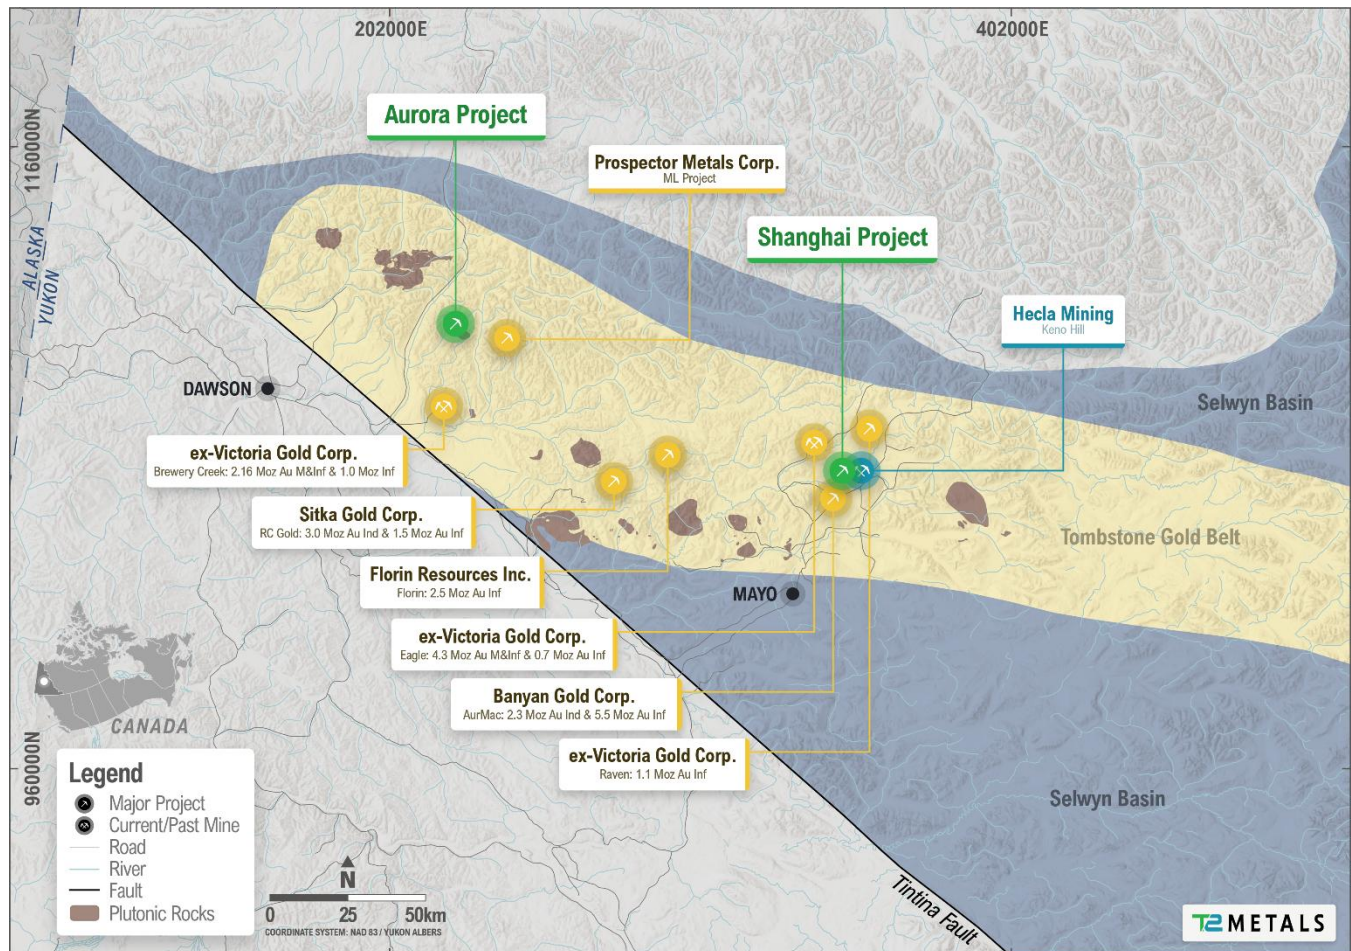 202000E
402000E
1160000N
960000N
ALASKA
YUKON
Aurora Project
Prospector Metals Corp.
ML Project
Shanghai Project
Hecla Mining
Keno Hill
DAWSON
Selwyn Basin
ex-Victoria Gold Corp.
Brewery Creek: 2.16 Moz Au M&Inf & 1.0 Moz Inf
Sitka Gold Corp.
RC Gold: 3.0 Moz Au Ind & 1.5 Moz Au Inf
Tombstone Gold Belt
Florin Resources Inc.
Florin: 2.5 Moz Au Inf
MAYO
ex-Victoria Gold Corp.
Eagle: 4.3 Moz Au M&Inf & 0.7 Moz Au Inf
Banyan Gold Corp.
AurMac: 2.3 Moz Au Ind & 5.5 Moz Au Inf
ex-Victoria Gold Corp.
Raven: 1.1 Moz Au Inf
CANADA
Selwyn Basin
Legend
Major Project
Current/Past Mine
Road
River
Fault
Plutonic Rocks
N
0 25 50km
COORDINATE SYSTEM: NAD 83 / YUKON ALBERS
Tintina Fault
T2 METALS